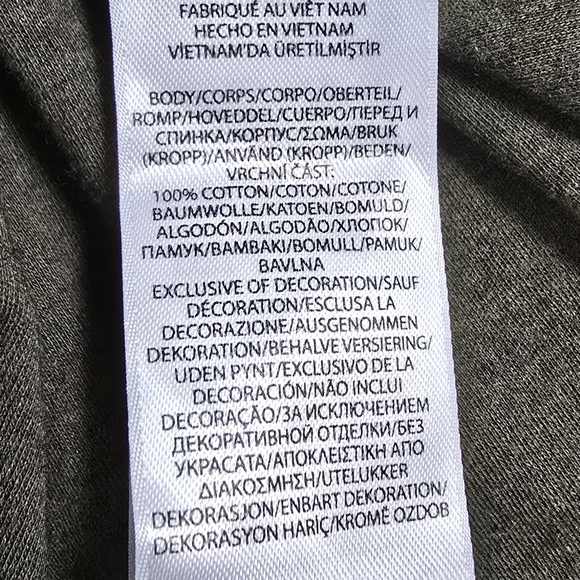 FABRIQUÉ AU VIÊT NAM
HECHO EN VIETNAM
VİETNAM'DA ÜRETİLMİŞTİR
BODY/CORPS/CORPO/OBERTEIL/
ROMP/HOVEDDEL/CUERPO/ПЕРЕД И
СПИНКА/КОРПУС/ΣΩΜΑ/BRUK
(KROPP)/ANVÄND (KROPP)/BEDEN/
VRCHNÍ ČÁST:
100% COTTON/COTON/COTONE/
BAUMWOLLE/KATOEN/BOMULD/
ALGODÓN/ALGODÃO/ХЛОПОК/
ПАМУК/ΒΑΜΒΑΚΙ/BOMULL/PAMUK/
BAVLNA
EXCLUSIVE OF DECORATION/SAUF
DÉCORATION/ESCLUSA LA
DECORAZIONE/AUSGENOMMEN
DEKORATION/BEHALVE VERSIERING/
UDEN PYNT/EXCLUSIVO DE LA
DECORACIÓN/NÃO INCLUI
DECORAÇÃO/ЗА ИСКЛЮЧЕНИЕМ
ДЕКОРАТИВНОЙ ОТДЕЛКИ/БЕЗ
УКРАСАТА/ΑΠΟΚΛΕΙΣΤΙΚΗ ΑΠΟ
ΔΙΑΚΟΣΜΗΣΗ/UTELUKKER
DEKORASJON/ENBART DEKORATION/
DEKORASYON HARİÇ/KROMĚ OZDOB